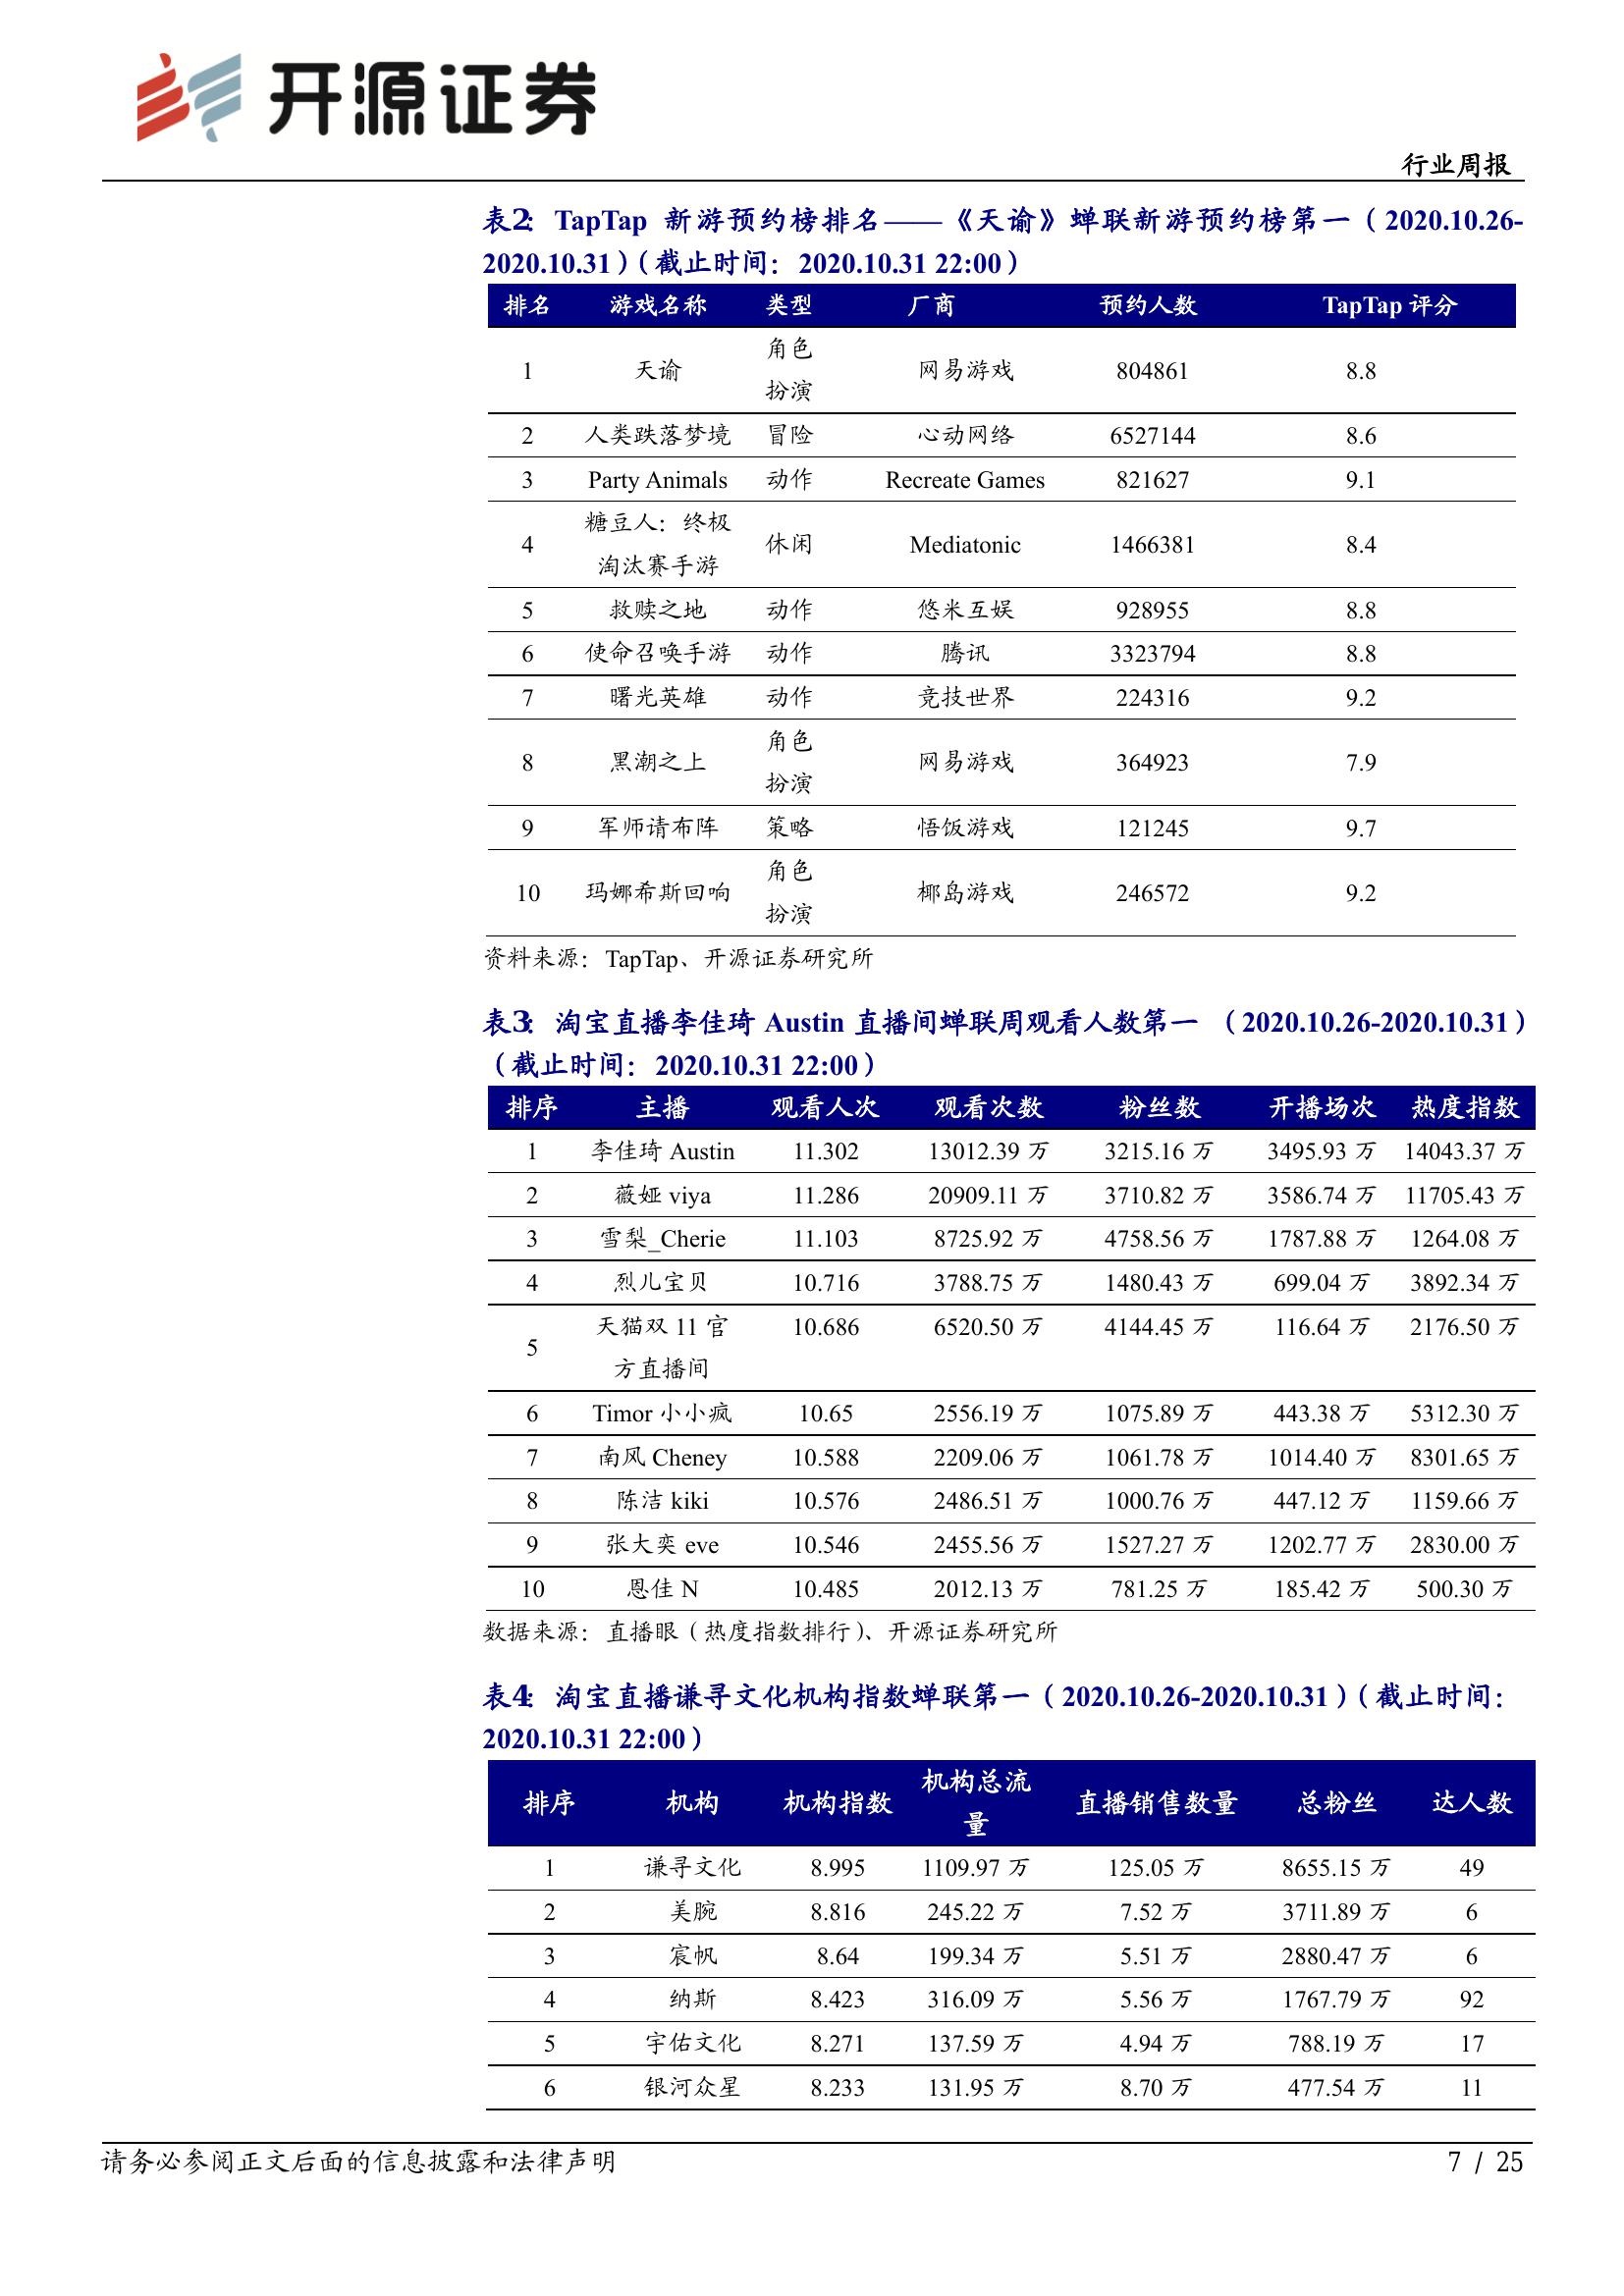 开源证券
行业周报
表2: TapTap 新游预约榜排名——《天谕》蝉联新游预约榜第一（2020.10.26-
2020.10.31）（截止时间：2020.10.31 22:00）
排名 游戏名称 类型 厂商 预约人数 TapTap 评分
1 天谕 角色扮演 网易游戏 804861 8.8
2 人类跌落梦境 冒险 心动网络 6527144 8.6
3 Party Animals 动作 Recreate Games 821627 9.1
4 糖豆人：终极淘汰赛手游 休闲 Mediatonic 1466381 8.4
5 救赎之地 动作 悠米互娱 928955 8.8
6 使命召唤手游 动作 腾讯 3323794 8.8
7 曙光英雄 动作 竞技世界 224316 9.2
8 黑潮之上 角色扮演 网易游戏 364923 7.9
9 军师请布阵 策略 悟饭游戏 121245 9.7
10 玛娜希斯回响 角色扮演 椰岛游戏 246572 9.2
资料来源：TapTap、开源证券研究所
表3: 淘宝直播李佳琦 Austin 直播间蝉联周观看人数第一 （2020.10.26-2020.10.31）
（截止时间：2020.10.31 22:00）
排序 主播 观看人次 观看次数 粉丝数 开播场次 热度指数
1 李佳琦 Austin 11.302 13012.39 万 3215.16 万 3495.93 万 14043.37 万
2 薇娅 viya 11.286 20909.11 万 3710.82 万 3586.74 万 11705.43 万
3 雪梨_Cherie 11.103 8725.92 万 4758.56 万 1787.88 万 1264.08 万
4 烈儿宝贝 10.716 3788.75 万 1480.43 万 699.04 万 3892.34 万
5 天猫双 11 官方直播间 10.686 6520.50 万 4144.45 万 116.64 万 2176.50 万
6 Timor 小小疯 10.65 2556.19 万 1075.89 万 443.38 万 5312.30 万
7 南风 Cheney 10.588 2209.06 万 1061.78 万 1014.40 万 8301.65 万
8 陈洁 kiki 10.576 2486.51 万 1000.76 万 447.12 万 1159.66 万
9 张大奕 eve 10.546 2455.56 万 1527.27 万 1202.77 万 2830.00 万
10 恩佳 N 10.485 2012.13 万 781.25 万 185.42 万 500.30 万
数据来源：直播眼（热度指数排行）、开源证券研究所
表4: 淘宝直播谦寻文化机构指数蝉联第一（2020.10.26-2020.10.31）（截止时间：
2020.10.31 22:00）
排序 机构 机构指数 机构总流量 直播销售数量 总粉丝 达人数
1 谦寻文化 8.995 1109.97 万 125.05 万 8655.15 万 49
2 美腕 8.816 245.22 万 7.52 万 3711.89 万 6
3 宸帆 8.64 199.34 万 5.51 万 2880.47 万 6
4 纳斯 8.423 316.09 万 5.56 万 1767.79 万 92
5 宇佑文化 8.271 137.59 万 4.94 万 788.19 万 17
6 银河众星 8.233 131.95 万 8.70 万 477.54 万 11
请务必参阅正文后面的信息披露和法律声明
7 / 25